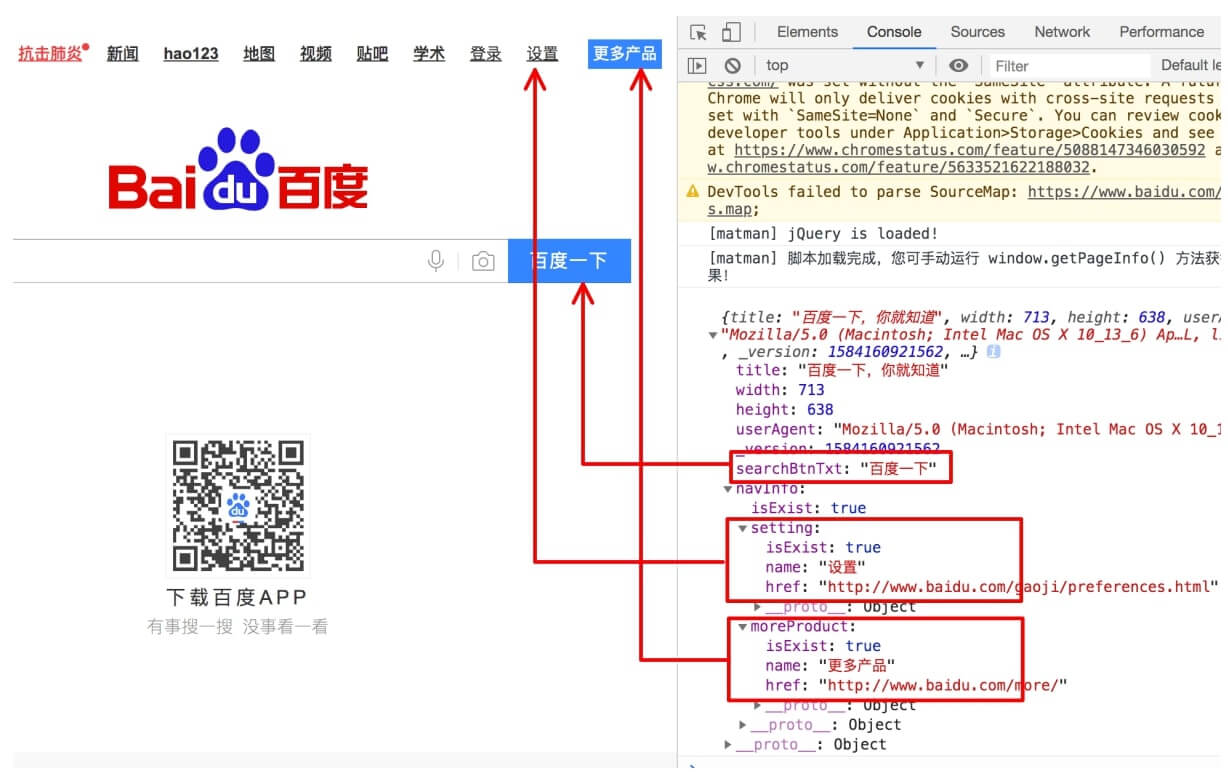 抗击肺炎 新闻 hao123 地图 视频 贴吧 学术 登录 设置 更多产品
Bai du 百度
百度一下
du
下载百度APP
有事搜一搜 没事看一看
Elements Console Sources Network Performance
top Filter Default le
ess.com/ was set without the `SameSite` attribute. A futur
Chrome will only deliver cookies with cross-site requests
set with `SameSite=None` and `Secure`. You can review cook
developer tools under Application>Storage>Cookies and see
at https://www.chromestatus.com/feature/5088147346030592 a
w.chromestatus.com/feature/5633521622188032.
DevTools failed to parse SourceMap: https://www.baidu.com/
s.map;
[matman] jQuery is loaded!
[matman] 脚本加载完成，您可手动运行 window.getPageInfo() 方法获
果！
{title: "百度一下，你就知道", width: 713, height: 638, user
"Mozilla/5.0 (Macintosh; Intel Mac OS X 10_13_6) Ap…L, l
, _version: 1584160921562, …}
title: "百度一下，你就知道"
width: 713
height: 638
userAgent: "Mozilla/5.0 (Macintosh; Intel Mac OS X 10_1
_version: 1584160921562
searchBtnTxt: "百度一下"
navInfo:
isExist: true
setting:
isExist: true
name: "设置"
href: "http://www.baidu.com/gaoji/preferences.html"
__proto__: Object
moreProduct:
isExist: true
name: "更多产品"
href: "http://www.baidu.com/more/"
__proto__: Object
__proto__: Object
__proto__: Object